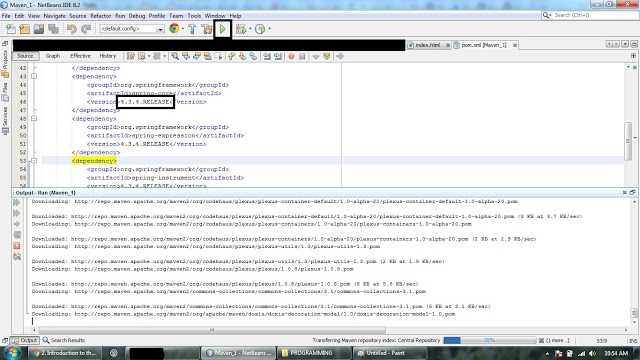 Maven_1 - NetBeans IDE 8.2
File Edit View Navigate Source Refactor Run Debug Profile Team Tools Window Help
Search (Ctrl+I)
<default config>
index.html pom.xml [Maven_1]
Source Graph Effective History
Projects
Files
Services
42 </dependency>
43 <dependency>
44 <groupId>org.springframework</groupId>
45 <artifactId>spring-core</artifactId>
46 <version>4.3.4.RELEASE</version>
47 </dependency>
48 <dependency>
49 <groupId>org.springframework</groupId>
50 <artifactId>spring-expression</artifactId>
51 <version>4.3.4.RELEASE</version>
52 </dependency>
53 <dependency>
54 <groupId>org.springframework</groupId>
55 <artifactId>spring-instrument</artifactId>
<version>4.3.4.RELEASE</version>
Output - Run (Maven_1)
Downloading: http://repo.maven.apache.org/maven2/org/codehaus/plexus/plexus-container-default/1.0-alpha-20/plexus-container-default-1.0-alpha-20.pom
Downloaded: http://repo.maven.apache.org/maven2/org/codehaus/plexus/plexus-container-default/1.0-alpha-20/plexus-container-default-1.0-alpha-20.pom (3 KB at 3.7 KB/sec)
Downloading: http://repo.maven.apache.org/maven2/org/codehaus/plexus/plexus-containers/1.0-alpha-20/plexus-containers-1.0-alpha-20.pom
Downloaded: http://repo.maven.apache.org/maven2/org/codehaus/plexus/plexus-containers/1.0-alpha-20/plexus-containers-1.0-alpha-20.pom (2 KB at 2.9 KB/sec)
Downloading: http://repo.maven.apache.org/maven2/org/codehaus/plexus/plexus-utils/1.3/plexus-utils-1.3.pom
Downloaded: http://repo.maven.apache.org/maven2/org/codehaus/plexus/plexus-utils/1.3/plexus-utils-1.3.pom (2 KB at 1.9 KB/sec)
Downloading: http://repo.maven.apache.org/maven2/org/codehaus/plexus/plexus/1.0.8/plexus-1.0.8.pom
Downloaded: http://repo.maven.apache.org/maven2/org/codehaus/plexus/plexus/1.0.8/plexus-1.0.8.pom (8 KB at 6.8 KB/sec)
Downloading: http://repo.maven.apache.org/maven2/commons-collections/commons-collections/3.1/commons-collections-3.1.pom
Downloaded: http://repo.maven.apache.org/maven2/commons-collections/commons-collections/3.1/commons-collections-3.1.pom (6 KB at 3.1 KB/sec)
Downloading: http://repo.maven.apache.org/maven2/org/apache/maven/doxia/doxia-decoration-model/1.0/doxia-decoration-model-1.0.pom
Output Search Results Transferring Maven repository index: Central Repository (1 more...) 53:9 INS
2. Introduction to th... Maven_1 - NetBeans ... PROGRAMMING Untitled - Paint 10:54 AM